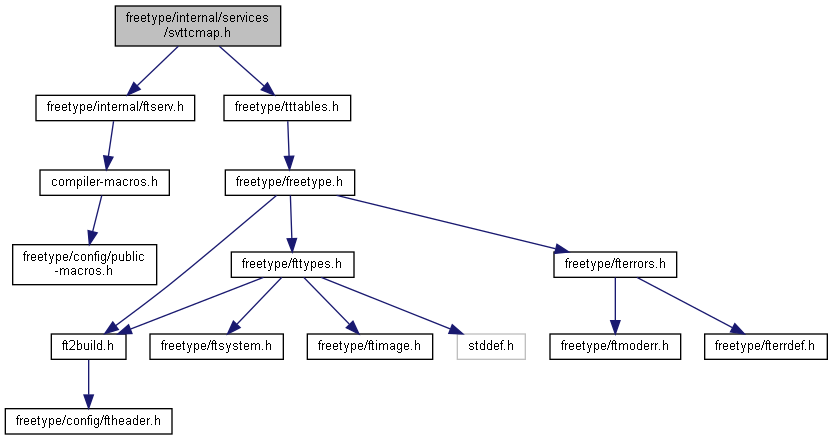 freetype/internal/services
/svttcmap.h
freetype/internal/ftserv.h
freetype/tttables.h
compiler-macros.h
freetype/freetype.h
freetype/config/public
-macros.h
freetype/fttypes.h
freetype/fterrors.h
ft2build.h
freetype/ftsystem.h
freetype/ftimage.h
stddef.h
freetype/ftmoderr.h
freetype/fterrdef.h
freetype/config/ftheader.h